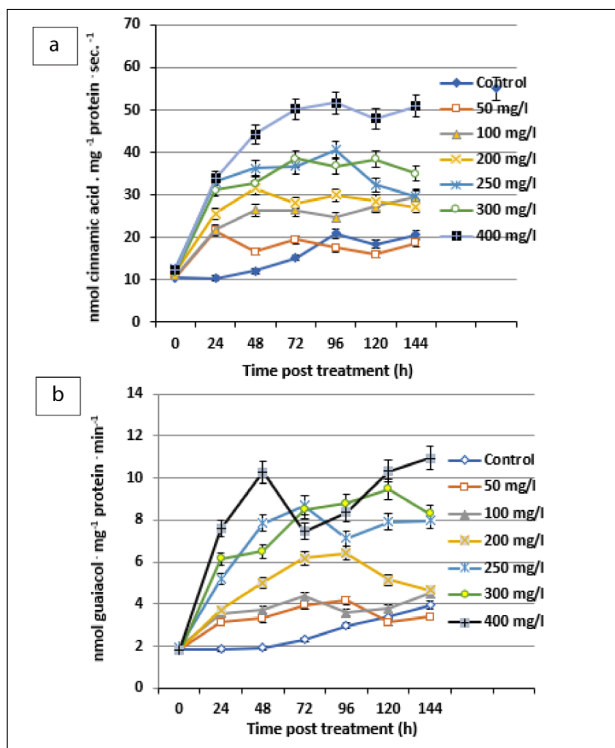 a
nmol cinnamic acid . mg⁻¹ protein · sec.⁻¹
70
60
50
40
30
20
10
0
0 24 48 72 96 120 144
Time post treatment (h)
Control
50 mg/l
100 mg/l
200 mg/l
250 mg/l
300 mg/l
400 mg/l
b
nmol guaiacol · mg⁻¹ protein · min⁻¹
14
12
10
8
6
4
2
0
0 24 48 72 96 120 144
Time post treatment (h)
Control
50 mg/l
100 mg/l
200 mg/l
250 mg/l
300 mg/l
400 mg/l